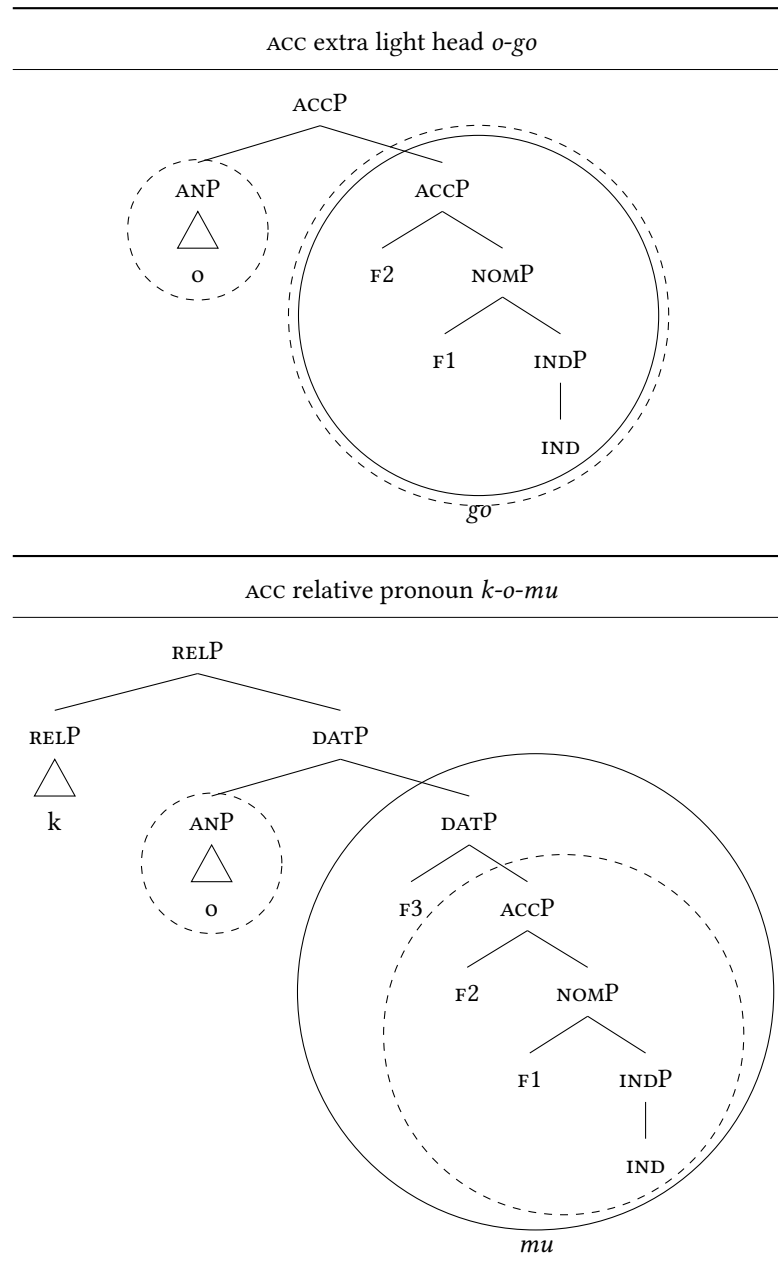 ACC extra light head o-go
ACCP
ANP ACCP
o F2 NOMP
F1 INDP
IND
go
ACC relative pronoun k-o-mu
RELP
RELP DATP
k ANP DATP
o F3 ACCP
F2 NOMP
F1 INDP
IND
mu